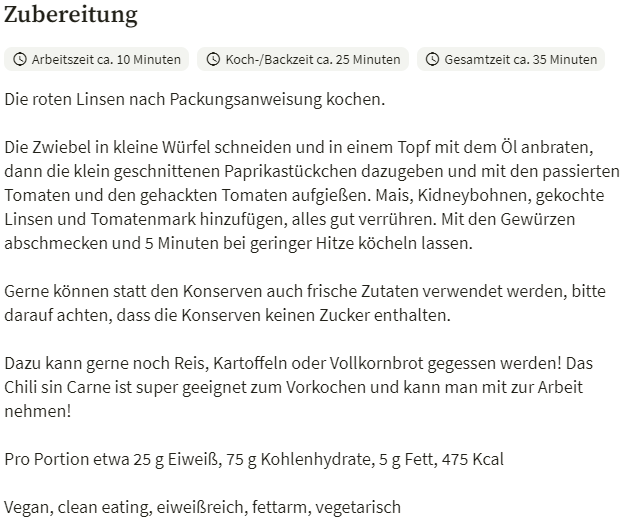 Zubereitung
Arbeitszeit ca. 10 Minuten Koch-/Backzeit ca. 25 Minuten Gesamtzeit ca. 35 Minuten
Die roten Linsen nach Packungsanweisung kochen.
Die Zwiebel in kleine Würfel schneiden und in einem Topf mit dem Öl anbraten,
dann die klein geschnittenen Paprikastückchen dazugeben und mit den passierten
Tomaten und den gehackten Tomaten aufgießen. Mais, Kidneybohnen, gekochte
Linsen und Tomatenmark hinzufügen, alles gut verrühren. Mit den Gewürzen
abschmecken und 5 Minuten bei geringer Hitze köcheln lassen.
Gerne können statt den Konserven auch frische Zutaten verwendet werden, bitte
darauf achten, dass die Konserven keinen Zucker enthalten.
Dazu kann gerne noch Reis, Kartoffeln oder Vollkornbrot gegessen werden! Das
Chili sin Carne ist super geeignet zum Vorkochen und kann man mit zur Arbeit
nehmen!
Pro Portion etwa 25 g Eiweiß, 75 g Kohlenhydrate, 5 g Fett, 475 Kcal
Vegan, clean eating, eiweißreich, fettarm, vegetarisch